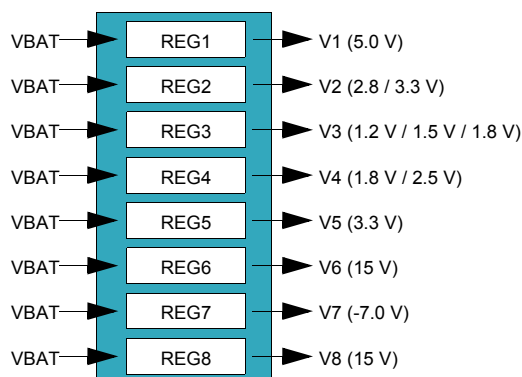 VBAT REG1 V1 (5.0 V)
VBAT REG2 V2 (2.8 / 3.3 V)
VBAT REG3 V3 (1.2 V / 1.5 V / 1.8 V)
VBAT REG4 V4 (1.8 V / 2.5 V)
VBAT REG5 V5 (3.3 V)
VBAT REG6 V6 (15 V)
VBAT REG7 V7 (-7.0 V)
VBAT REG8 V8 (15 V)